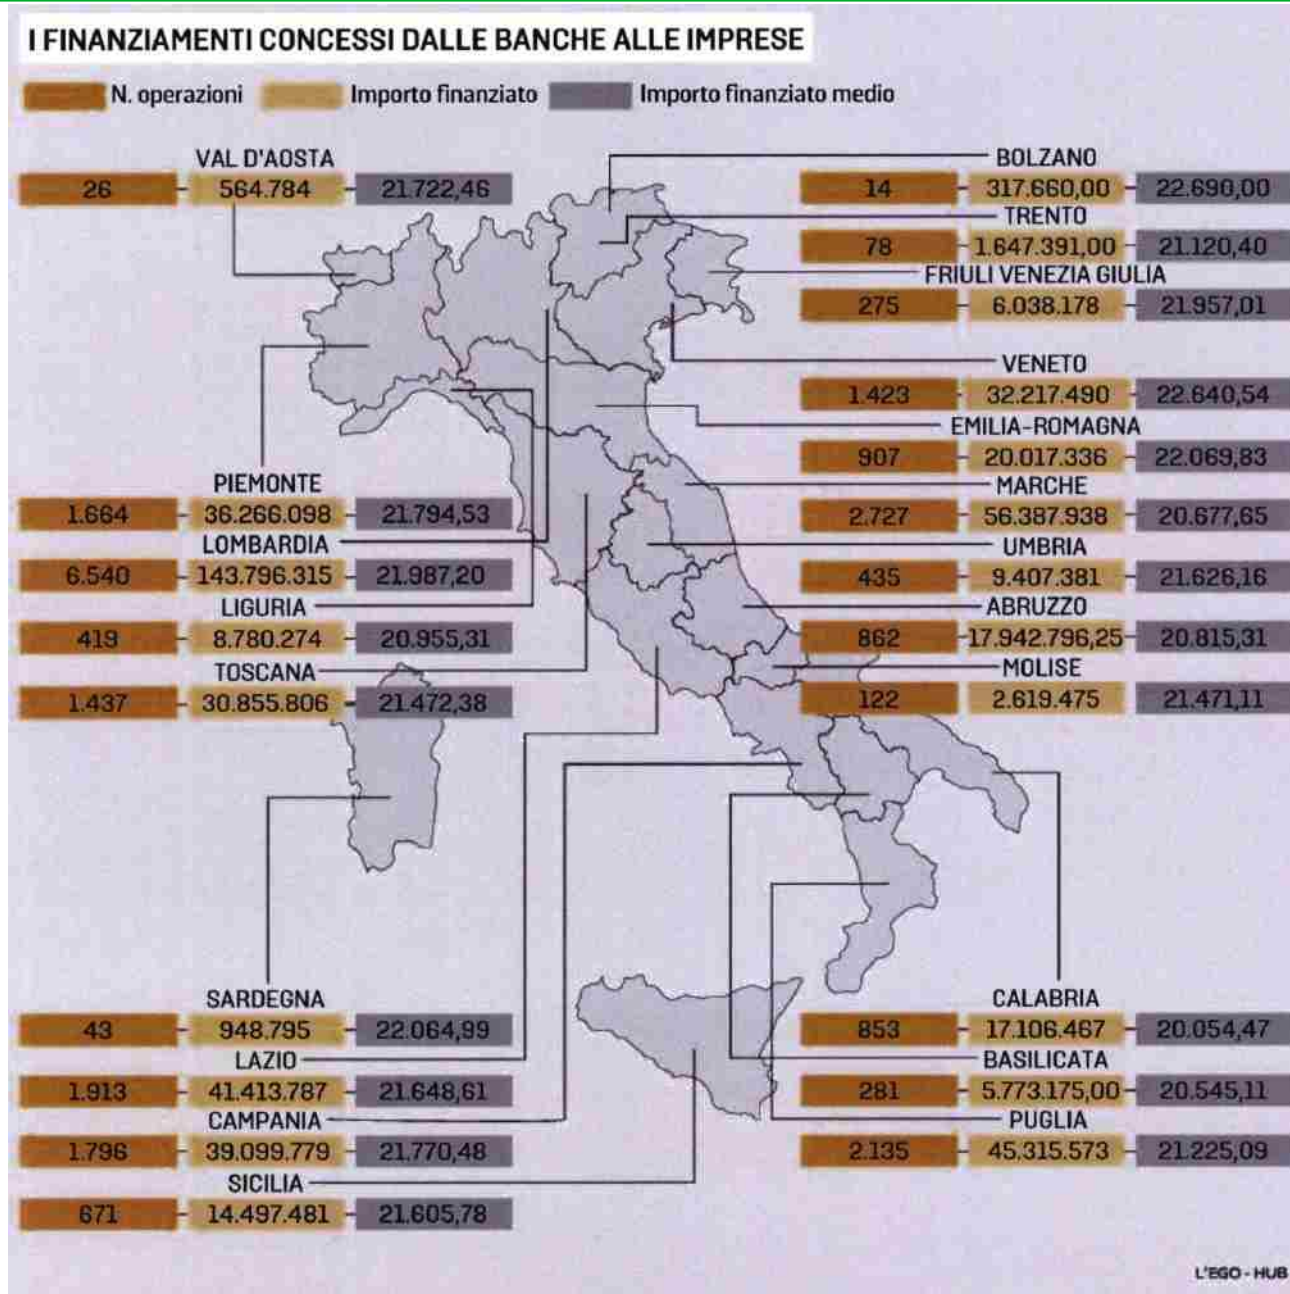 I FINANZIAMENTI CONCESSI DALLE BANCHE ALLE IMPRESE
N. operazioni Importo finanziato Importo finanziato medio
VAL D'AOSTA
26 564.784 21.722,46
BOLZANO
14 317.660,00 22.690,00
TRENTO
78 1.647.391,00 21.120,40
FRIULI VENEZIA GIULIA
275 6.038.178 21.957,01
VENETO
1.423 32.217.490 22.640,54
EMILIA-ROMAGNA
907 20.017.336 22.069,83
MARCHE
2.727 56.387.938 20.677,65
UMBRIA
435 9.407.381 21.626,16
ABRUZZO
862 17.942.796,25 20.815,31
MOLISE
122 2.619.475 21.471,11
PIEMONTE
1.664 36.266.098 21.794,53
LOMBARDIA
6.540 143.796.315 21.987,20
LIGURIA
419 8.780.274 20.955,31
TOSCANA
1.437 30.855.806 21.472,38
SARDEGNA
43 948.795 22.064,99
LAZIO
1.913 41.413.787 21.648,61
CAMPANIA
1.796 39.099.779 21.770,48
SICILIA
671 14.497.481 21.605,78
CALABRIA
853 17.106.467 20.054,47
BASILICATA
281 5.773.175,00 20.545,11
PUGLIA
2.135 45.315.573 21.225,09
L'EGO - HUB